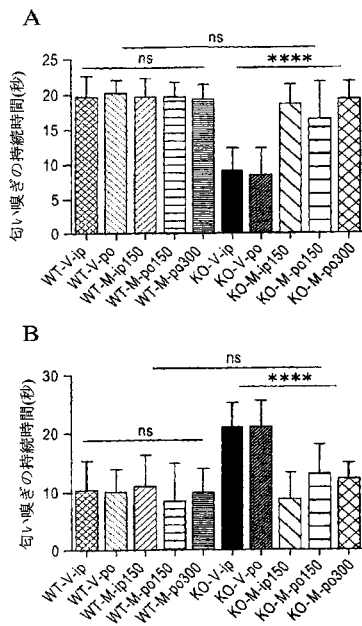 A
ns
ns
****
匂い嗅ぎの持続時間(秒)
25
20
15
10
5
0
WT-V-ip
WT-V-po
WT-M-ip150
WT-M-po150
WT-M-po300
KO-V-ip
KO-V-po
KO-M-ip150
KO-M-po150
KO-M-po300
B
ns
****
ns
匂い嗅ぎの持続時間(秒)
30
20
10
0
WT-V-ip
WT-V-po
WT-M-ip150
WT-M-po150
WT-M-po300
KO-V-ip
KO-V-po
KO-M-ip150
KO-M-po150
KO-M-po300